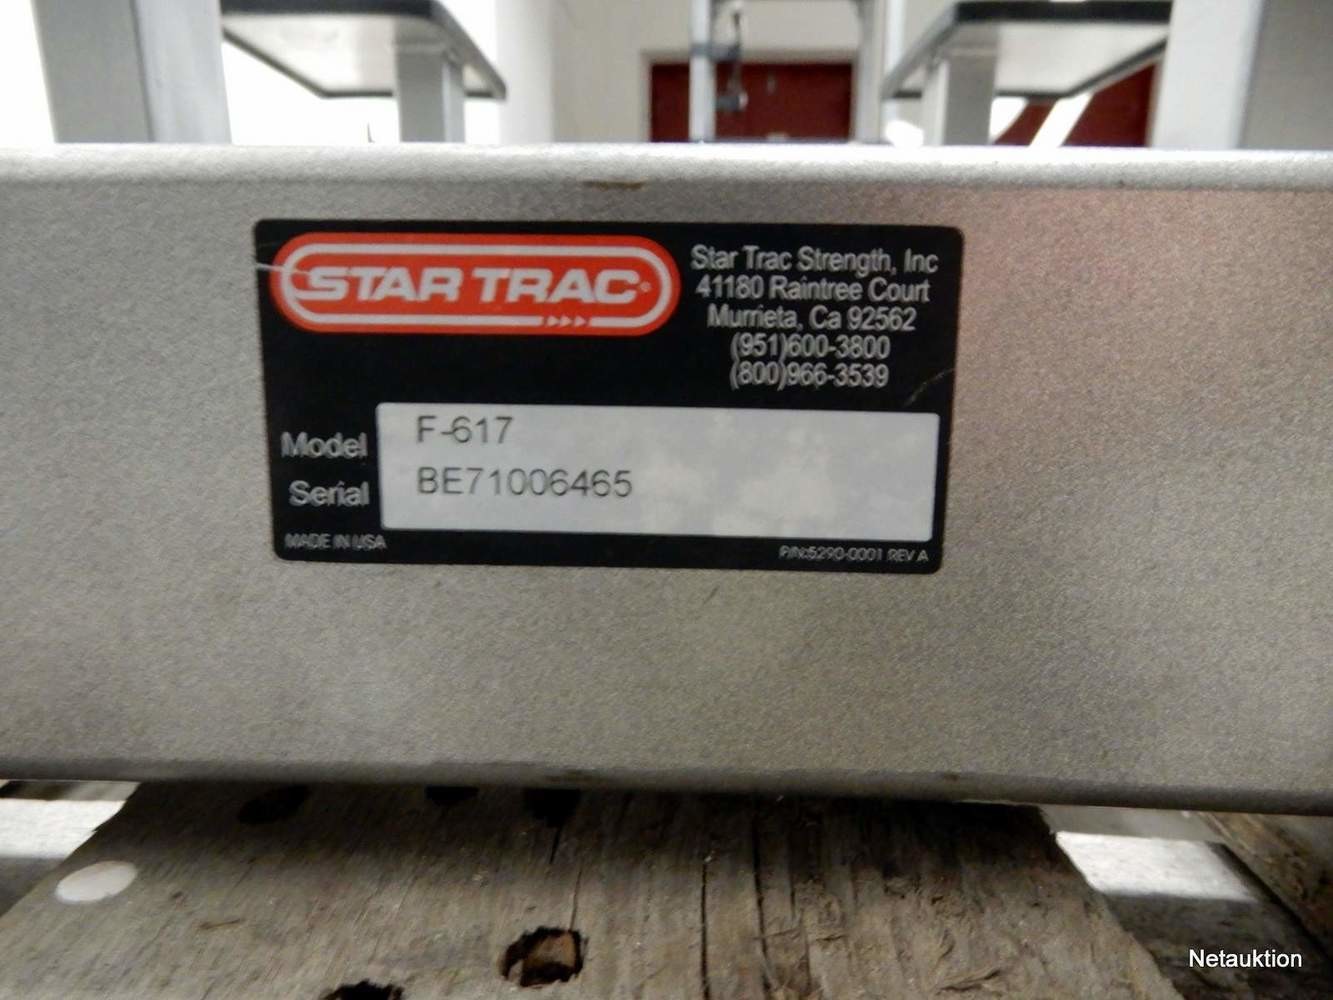 STAR TRAC
Star Trac Strength, Inc
41180 Raintree Court
Murrieta, Ca 92562
(951)600-3800
(800)966-3539
Model F-617
Serial BE71006465
MADE IN USA
P/N:5290-0001 REV A
Netauktion